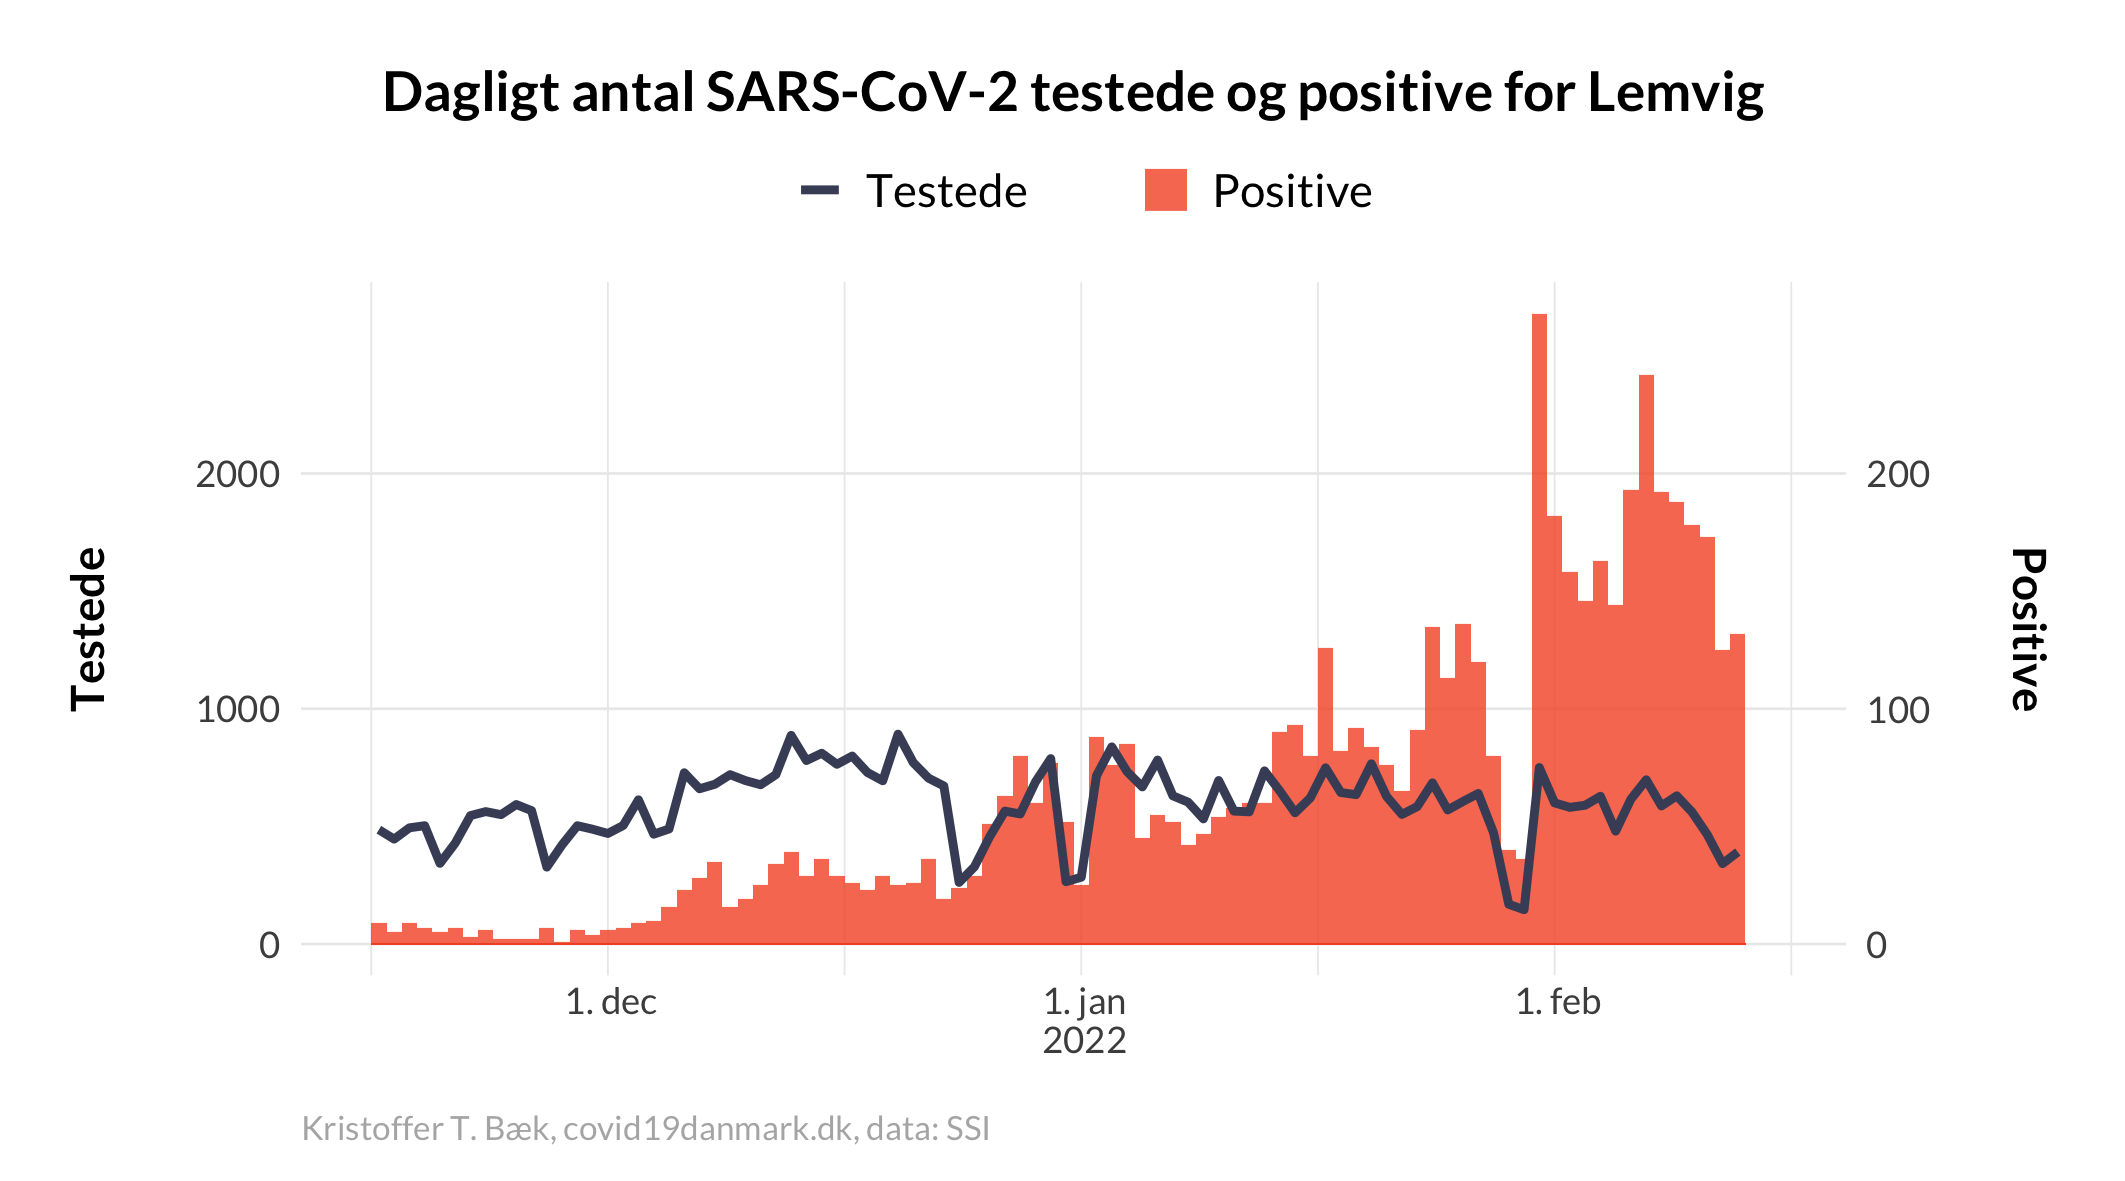 Dagligt antal SARS-CoV-2 testede og positive for Lemvig
Testede
Positive
Testede
2000
1000
0
200
100
0
Positive
1. dec
1. jan
2022
1. feb
Kristoffer T. Bæk, covid19danmark.dk, data: SSI